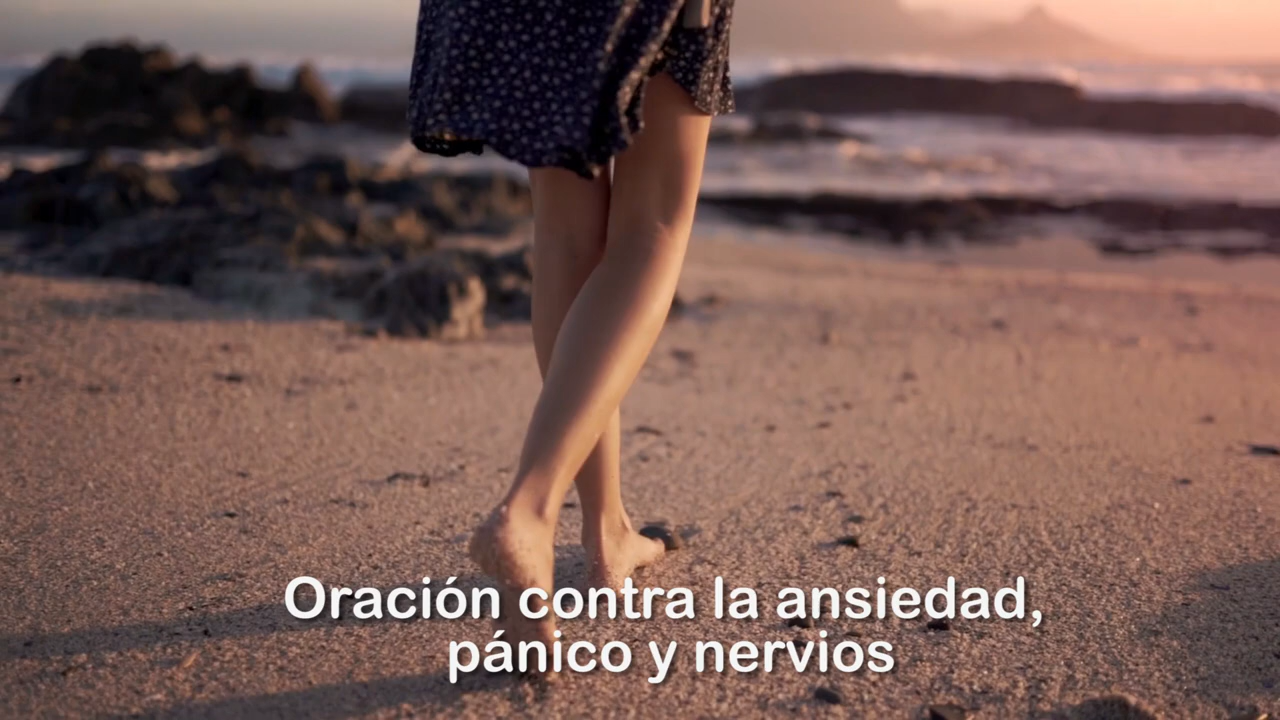 Oración contra la ansiedad,
pánico y nervios